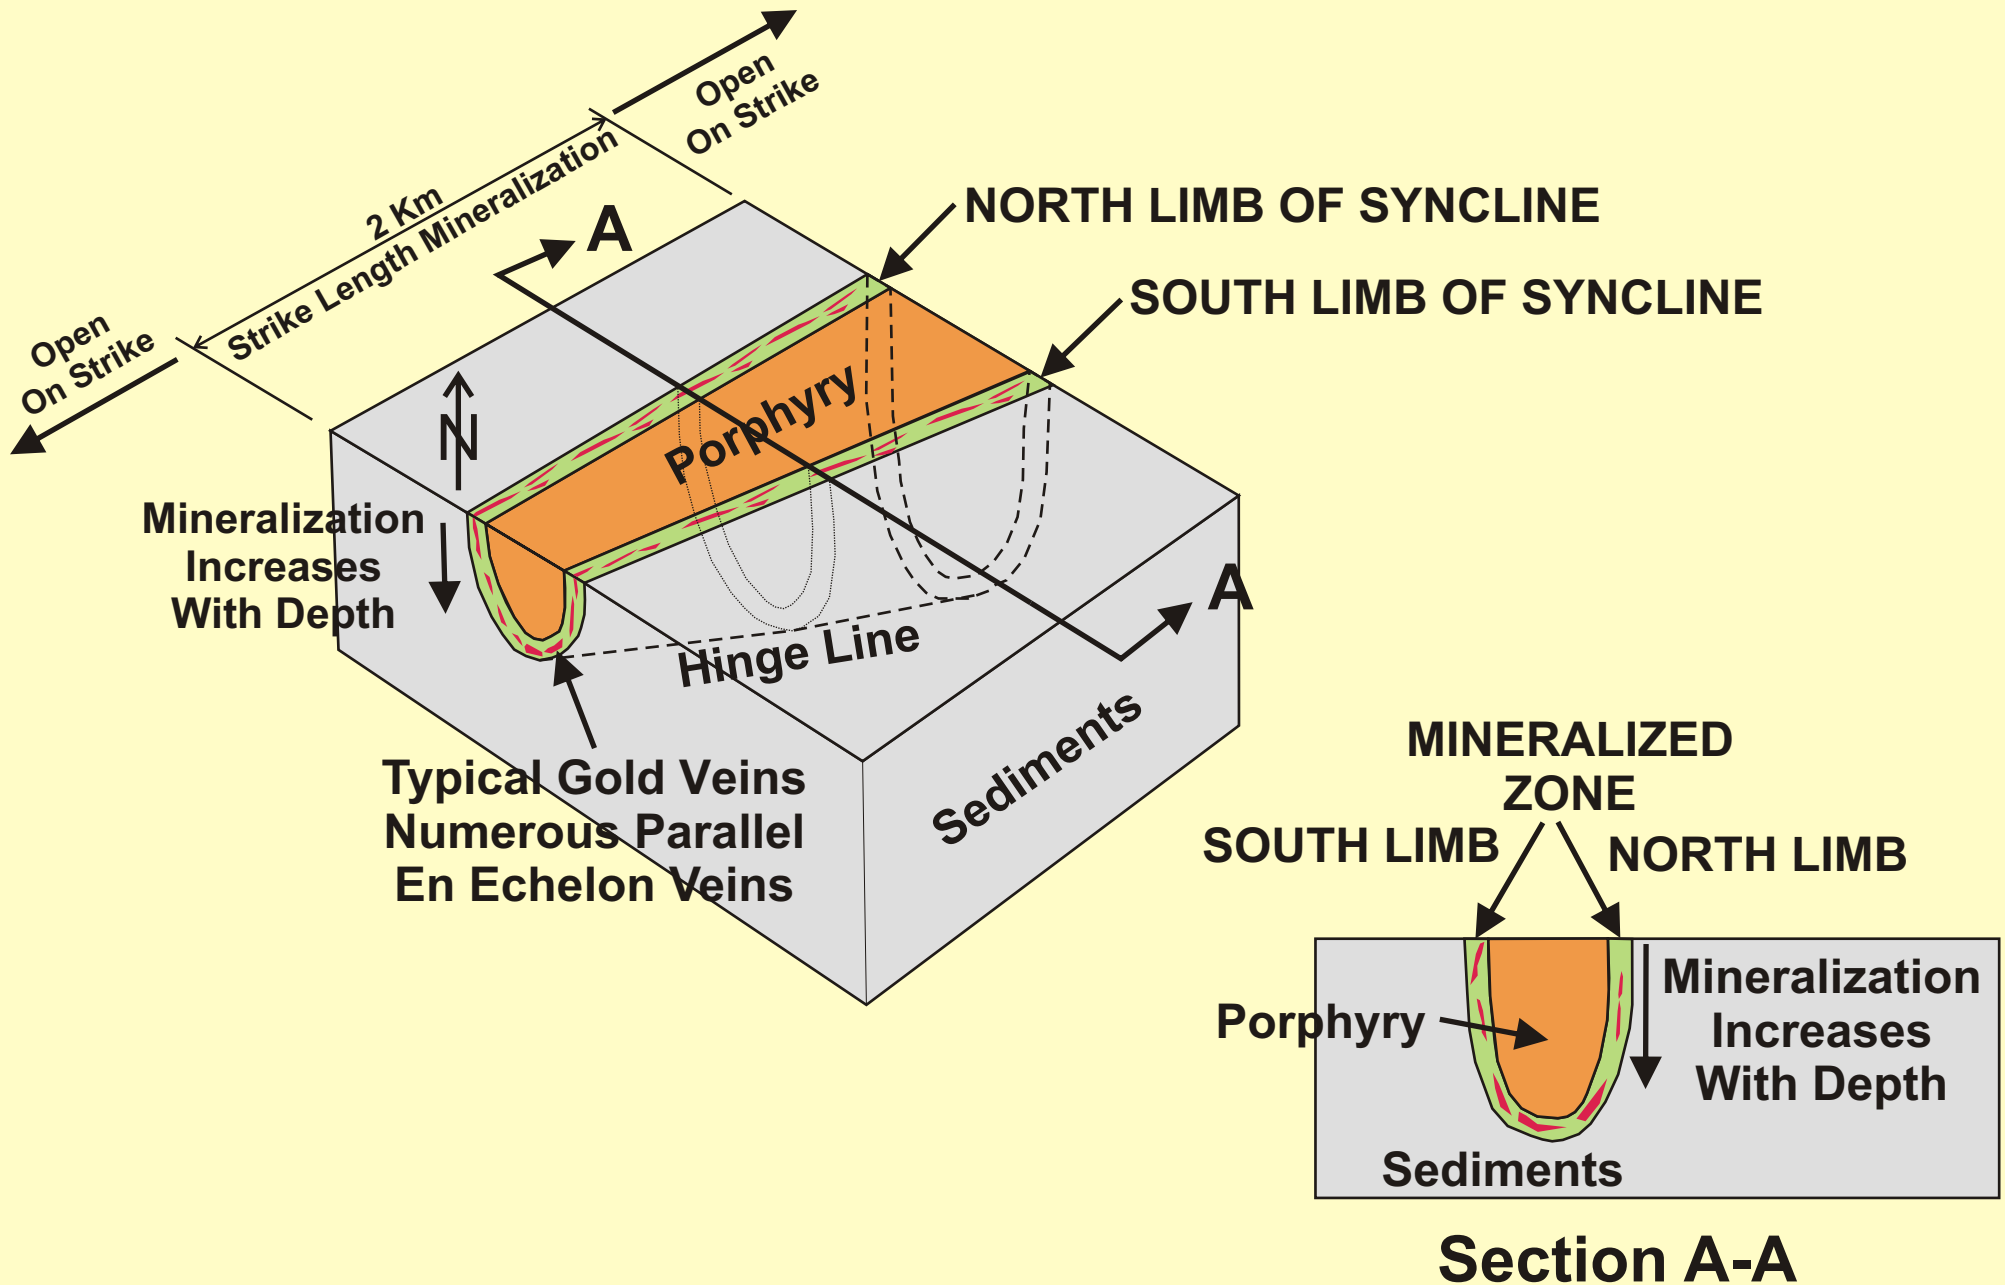 Open
On Strike
2 Km
Strike Length Mineralization
Open
On Strike
A
NORTH LIMB OF SYNCLINE
SOUTH LIMB OF SYNCLINE
N
Porphyry
Mineralization
Increases
With Depth
A
Hinge Line
Sediments
Typical Gold Veins
Numerous Parallel
En Echelon Veins
MINERALIZED
ZONE
SOUTH LIMB
NORTH LIMB
Porphyry
Mineralization
Increases
With Depth
Sediments
Section A-A